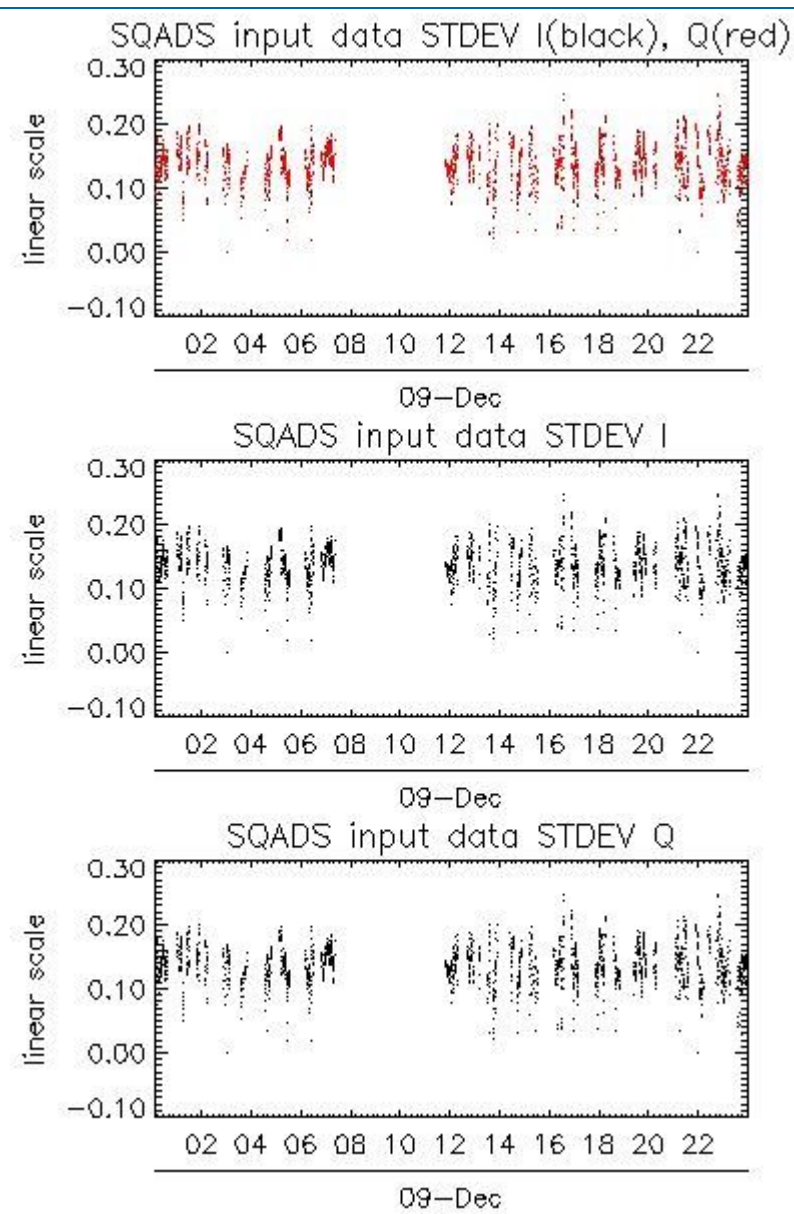 SQADS input data STDEV I(black), Q(red)
0.30
0.20
0.10
0.00
−0.10
linear scale
02 04 06 08 10 12 14 16 18 20 22
09−Dec
SQADS input data STDEV I
0.30
0.20
0.10
0.00
−0.10
linear scale
02 04 06 08 10 12 14 16 18 20 22
09−Dec
SQADS input data STDEV Q
0.30
0.20
0.10
0.00
−0.10
linear scale
02 04 06 08 10 12 14 16 18 20 22
09−Dec